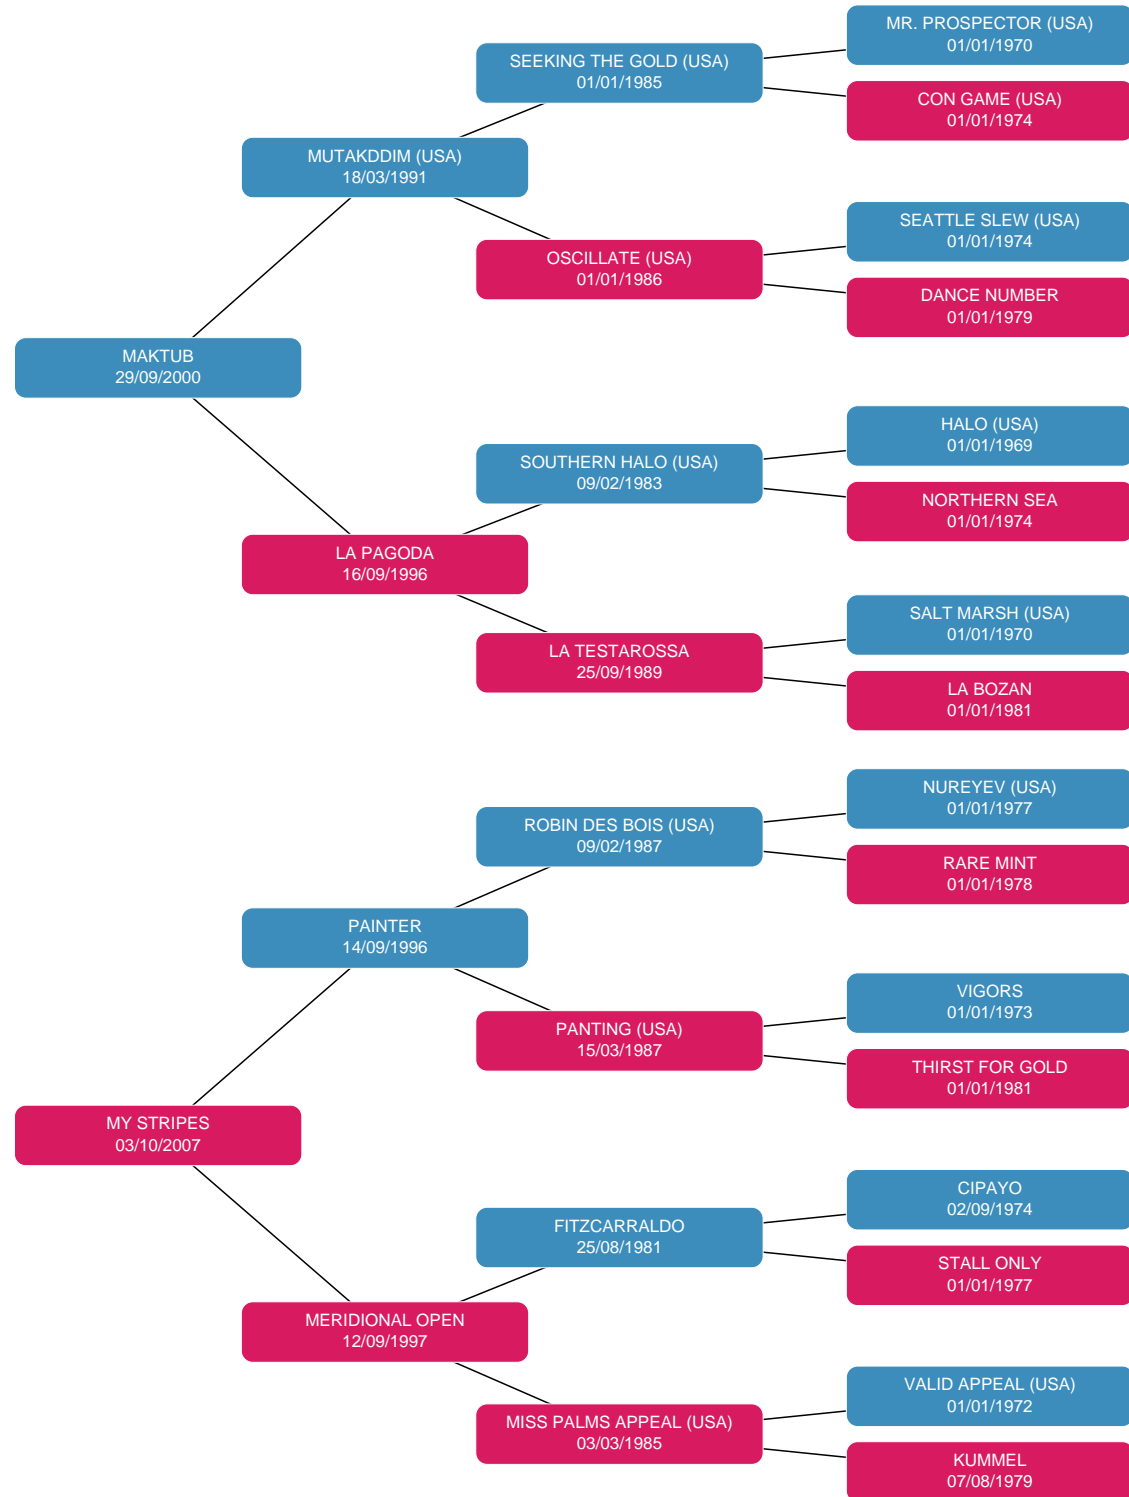 MR. PROSPECTOR (USA)
01/01/1970
SEEKING THE GOLD (USA)
01/01/1985
CON GAME (USA)
01/01/1974
MUTAKDDIM (USA)
18/03/1991
SEATTLE SLEW (USA)
01/01/1974
OSCILLATE (USA)
01/01/1986
DANCE NUMBER
01/01/1979
MAKTUB
29/09/2000
HALO (USA)
01/01/1969
SOUTHERN HALO (USA)
09/02/1983
NORTHERN SEA
01/01/1974
LA PAGODA
16/09/1996
SALT MARSH (USA)
01/01/1970
LA TESTAROSSA
25/09/1989
LA BOZAN
01/01/1981
NUREYEV (USA)
01/01/1977
ROBIN DES BOIS (USA)
09/02/1987
RARE MINT
01/01/1978
PAINTER
14/09/1996
VIGORS
01/01/1973
PANTING (USA)
15/03/1987
THIRST FOR GOLD
01/01/1981
MY STRIPES
03/10/2007
CIPAYO
02/09/1974
FITZCARRALDO
25/08/1981
STALL ONLY
01/01/1977
MERIDIONAL OPEN
12/09/1997
VALID APPEAL (USA)
01/01/1972
MISS PALMS APPEAL (USA)
03/03/1985
KUMMEL
07/08/1979